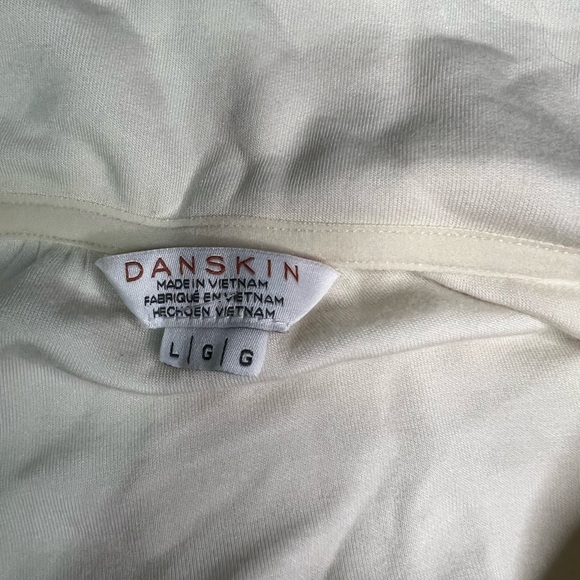 DANSKIN
MADE IN VIETNAM
FABRIQUÉ EN VIETNAM
HECHO EN VIETNAM
L | G | G